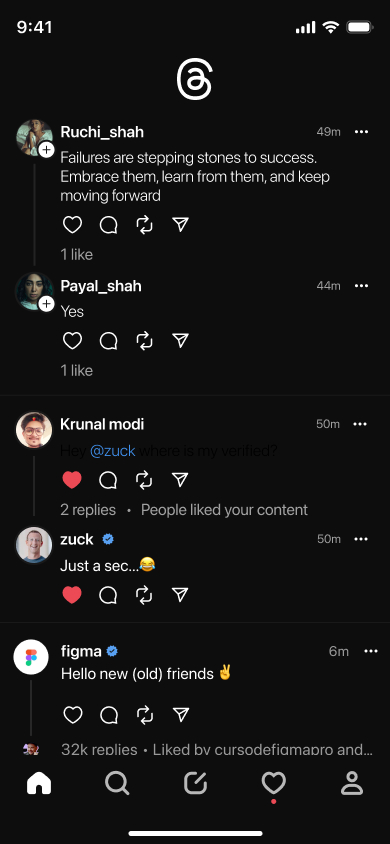 9:41
Ruchi_shah 49m
Failures are stepping stones to success.
Embrace them, learn from them, and keep
moving forward
1 like
Payal_shah 44m
Yes
1 like
Krunal modi 50m
Hey @zuck where is my verified?
2 replies • People liked your content
zuck 50m
Just a sec...😂
figma 6m
Hello new (old) friends ✌️
32k replies • Liked by cursodefigmapro and...